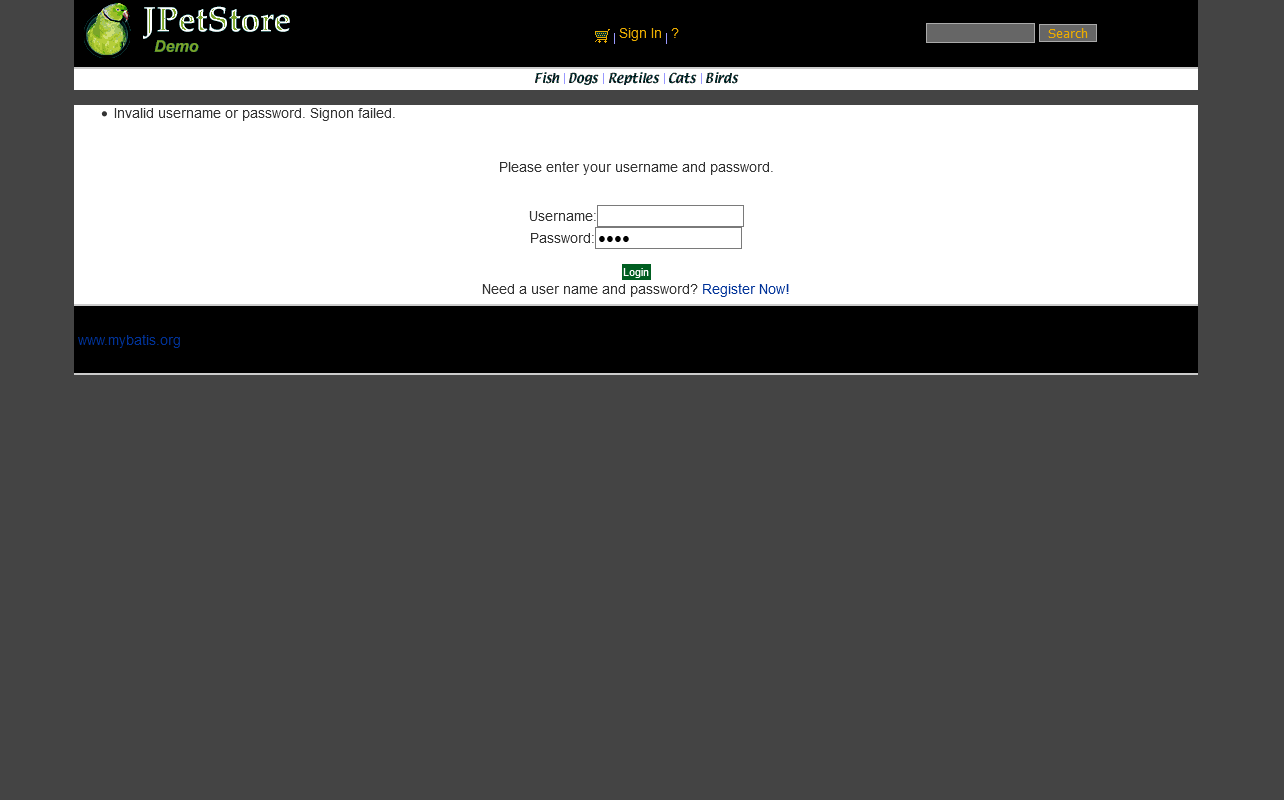 JPetStore
Demo
Sign In | ?
Search
Fish | Dogs | Reptiles | Cats | Birds
• Invalid username or password. Signon failed.
Please enter your username and password.
Username:
Password: ●●●●
Login
Need a user name and password? Register Now!
www.mybatis.org